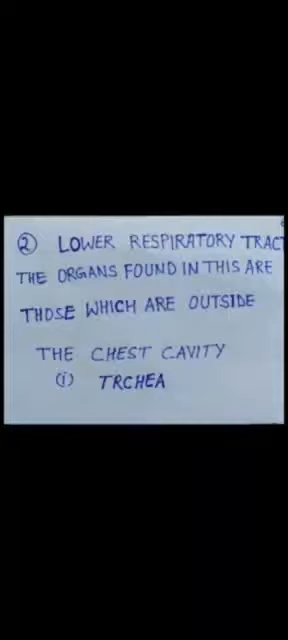 ② LOWER RESPIRATORY TRACT
THE ORGANS FOUND IN THIS ARE
THOSE WHICH ARE OUTSIDE
THE CHEST CAVITY
(i) TRCHEA